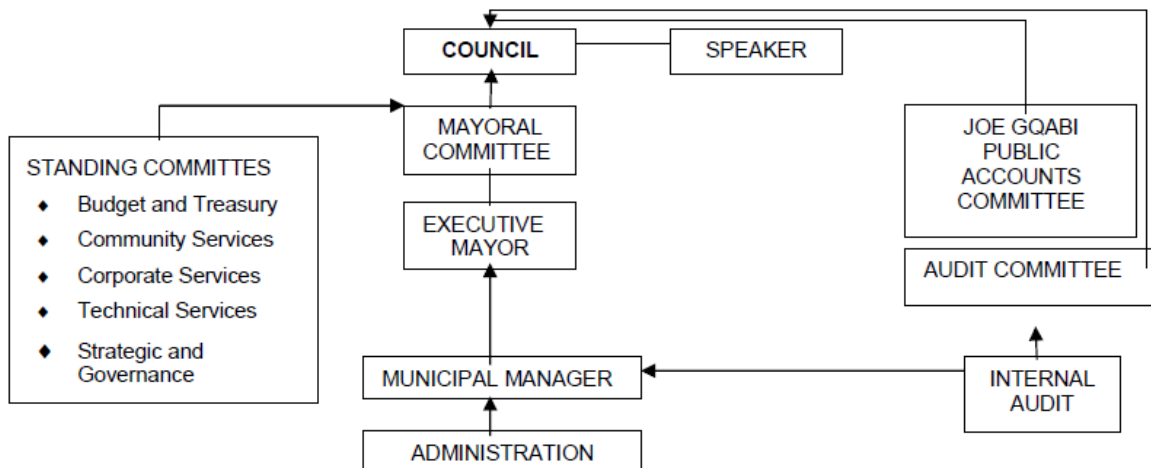 COUNCIL
SPEAKER
MAYORAL
COMMITTEE
JOE GQABI
PUBLIC
ACCOUNTS
COMMITTEE
STANDING COMMITTES
♦ Budget and Treasury
♦ Community Services
♦ Corporate Services
♦ Technical Services
♦ Strategic and
Governance
EXECUTIVE
MAYOR
AUDIT COMMITTEE
MUNICIPAL MANAGER
INTERNAL
AUDIT
ADMINISTRATION